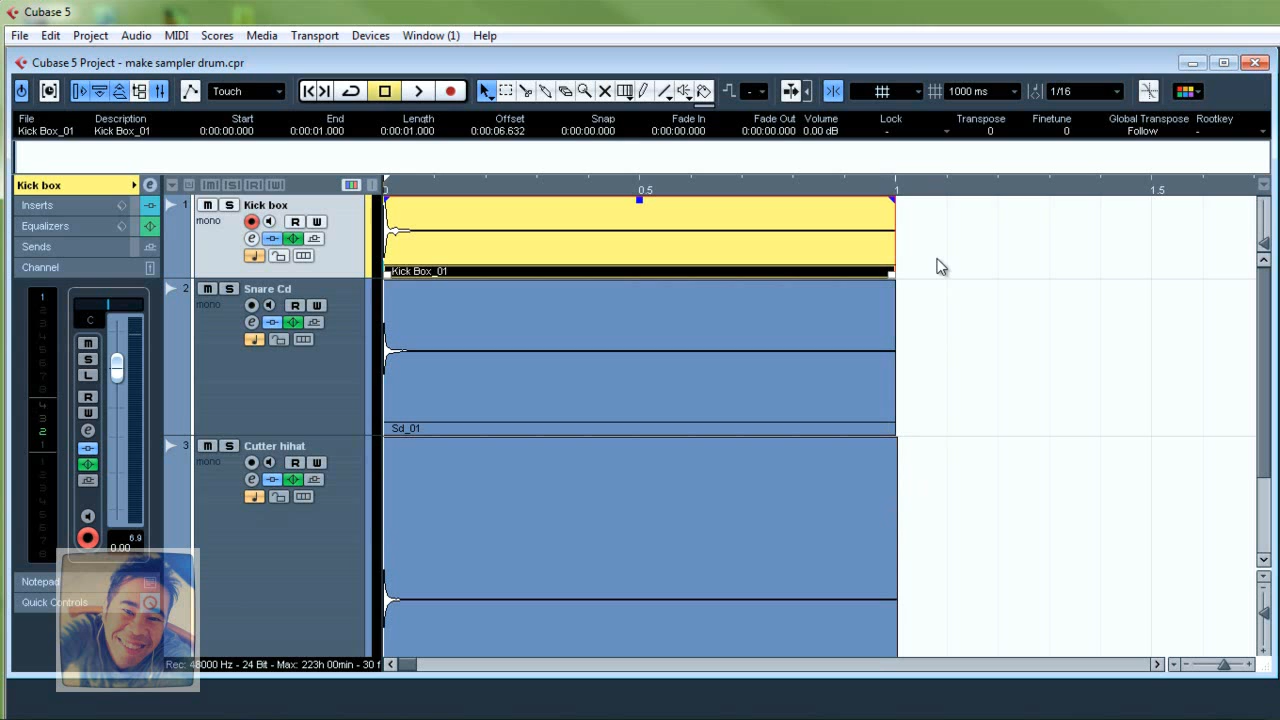 Cubase 5
File Edit Project Audio MIDI Scores Media Transport Devices Window (1) Help
Cubase 5 Project - make sampler drum.cpr
Touch 1000 ms 1/16
File Description Start End Length Offset Snap Fade In Fade Out Volume Lock Transpose Finetune Global Transpose Rootkey
Kick Box_01 Kick Box_01 0:00:00.000 0:00:01.000 0:00:01.000 0:00:06.632 0:00:00.000 0:00:00.000 0:00:00.000 0.00 dB - 0 0 Follow -
Kick box
0 0.5 1 1.5
Inserts
Equalizers
Sends
Channel
1 M S Kick box
mono R W
Kick Box_01
2 M S Snare Cd
mono R W
Sd_01
3 M S Cutter hihat
mono R W
C
M
S
L
R
W
6.9
0.00
Notepad
Quick Controls
Rec: 48000 Hz - 24 Bit - Max: 223h 00min - 30 f